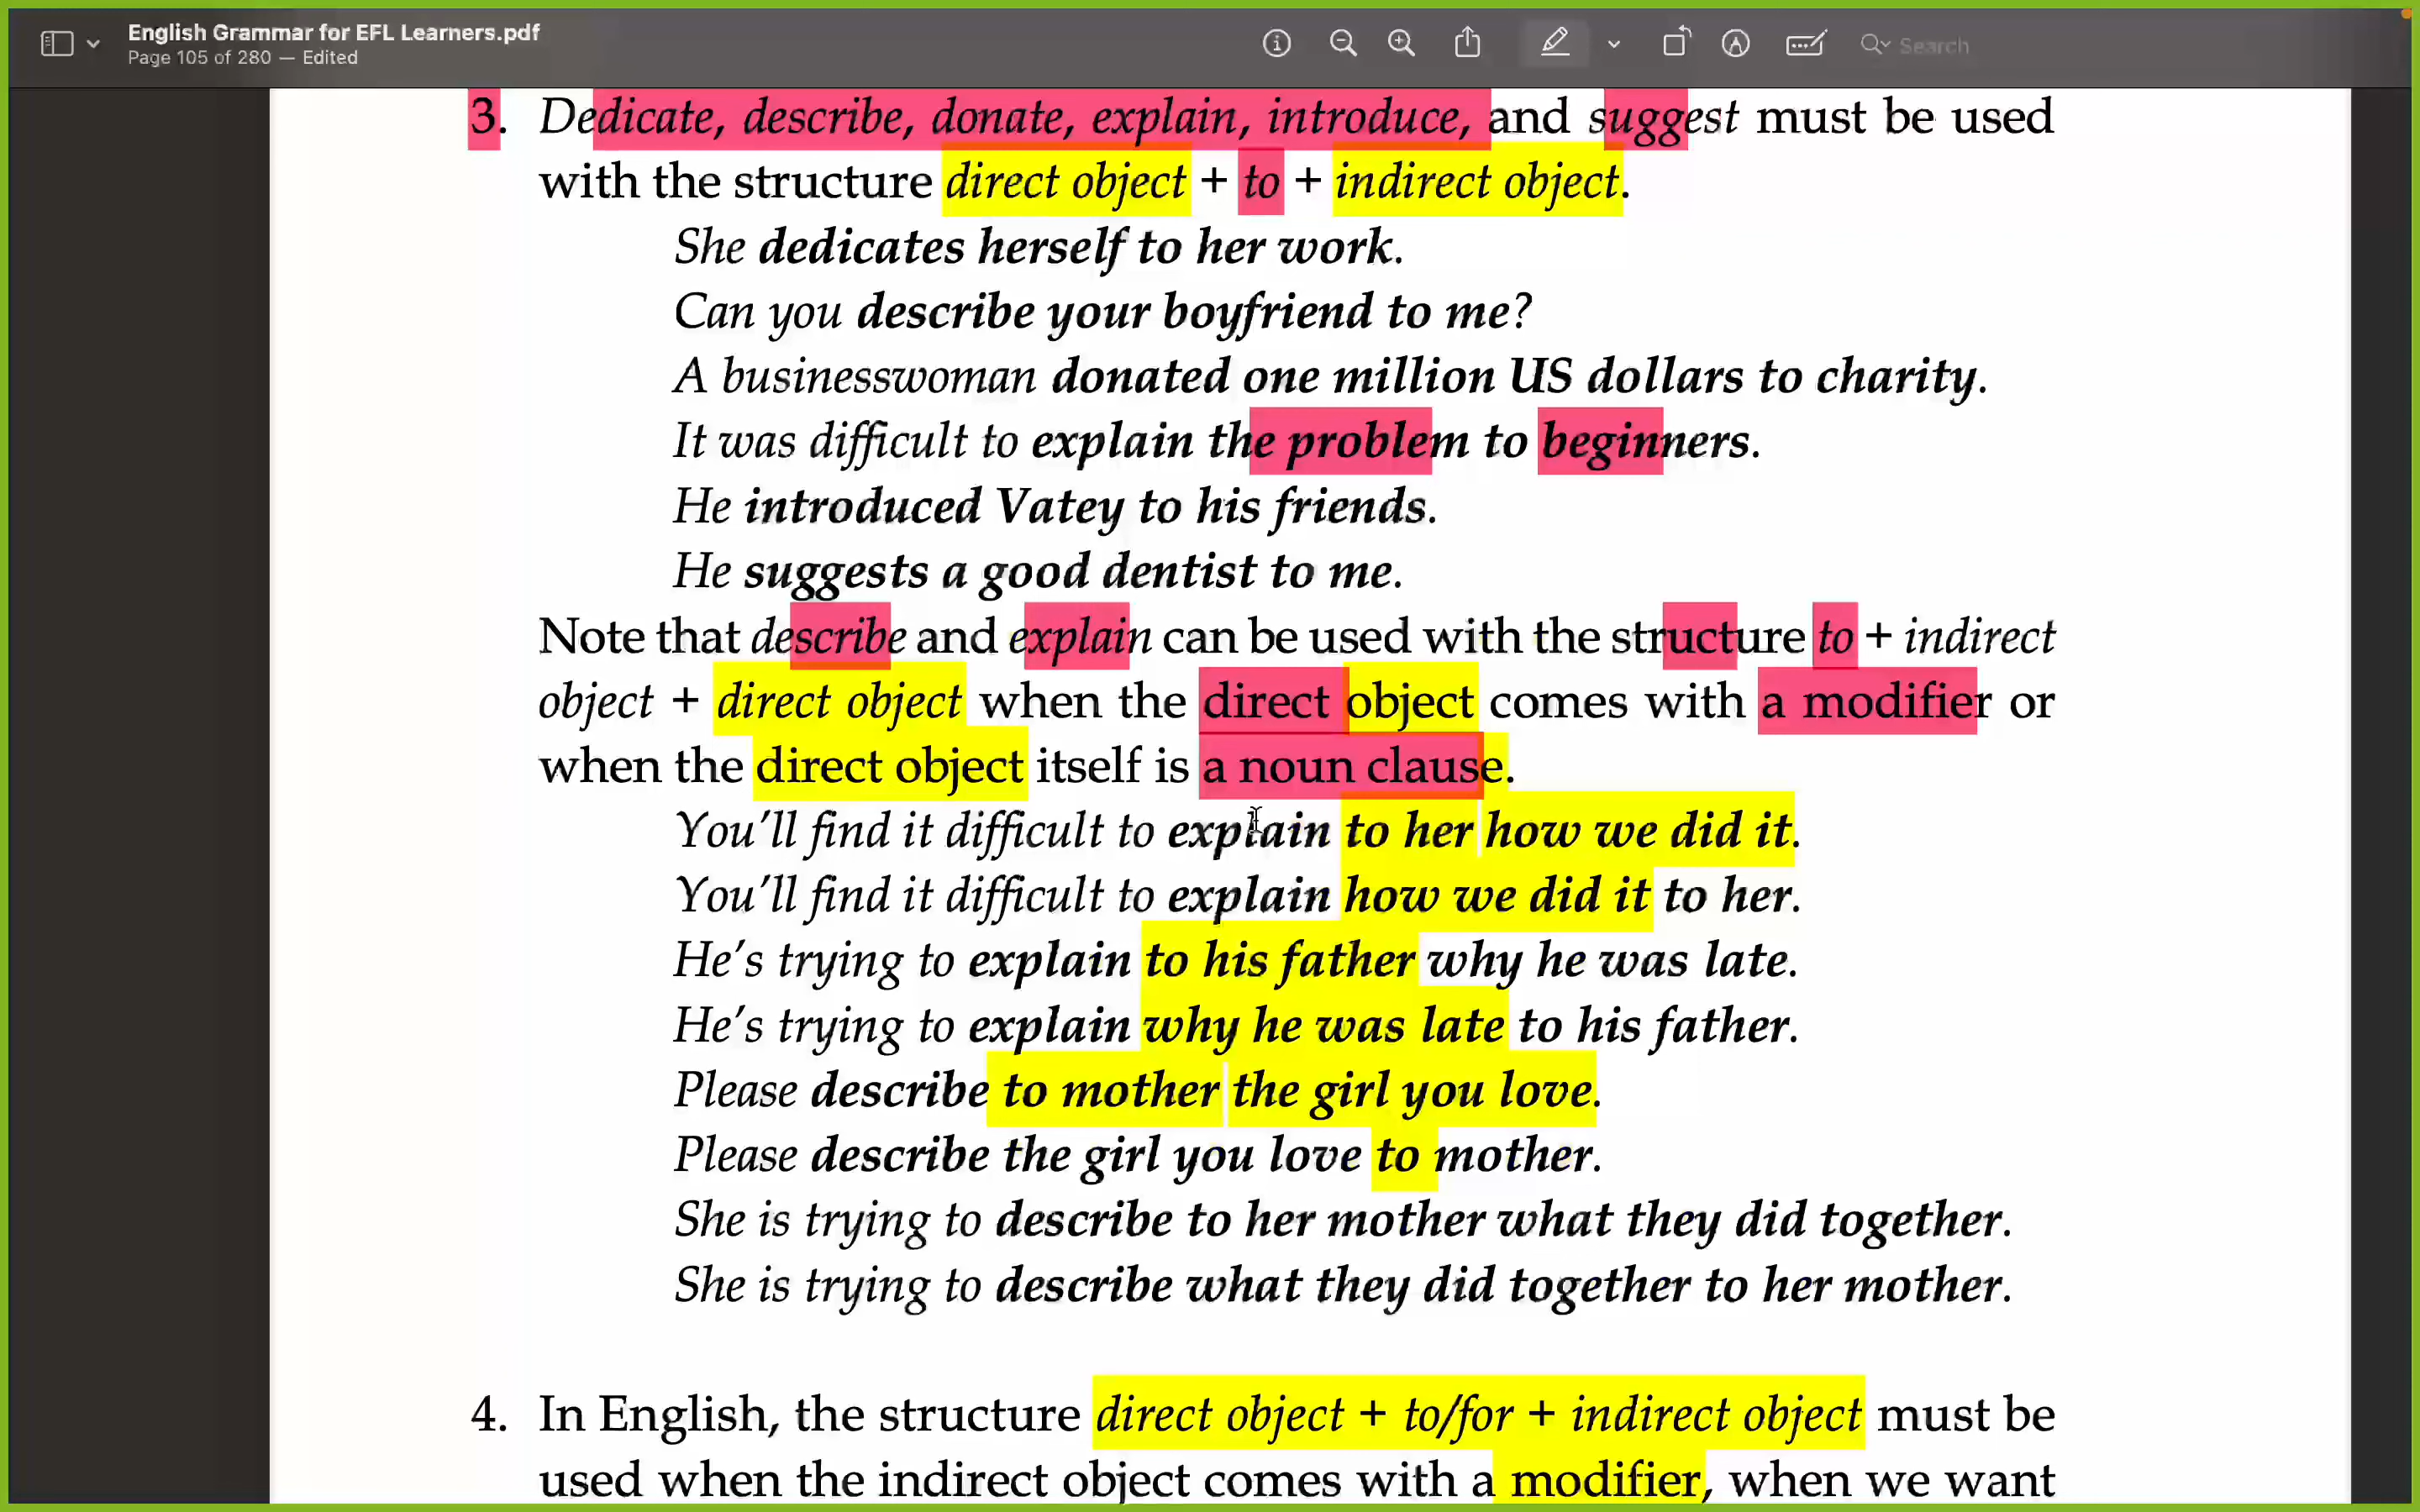 English Grammar for EFL Learners.pdf
Page 105 of 280 — Edited
Search
3. Dedicate, describe, donate, explain, introduce, and suggest must be used
with the structure direct object + to + indirect object.
She dedicates herself to her work.
Can you describe your boyfriend to me?
A businesswoman donated one million US dollars to charity.
It was difficult to explain the problem to beginners.
He introduced Vatey to his friends.
He suggests a good dentist to me.
Note that describe and explain can be used with the structure to + indirect
object + direct object when the direct object comes with a modifier or
when the direct object itself is a noun clause.
You’ll find it difficult to explain to her how we did it.
You’ll find it difficult to explain how we did it to her.
He’s trying to explain to his father why he was late.
He’s trying to explain why he was late to his father.
Please describe to mother the girl you love.
Please describe the girl you love to mother.
She is trying to describe to her mother what they did together.
She is trying to describe what they did together to her mother.
4. In English, the structure direct object + to/for + indirect object must be
used when the indirect object comes with a modifier, when we want